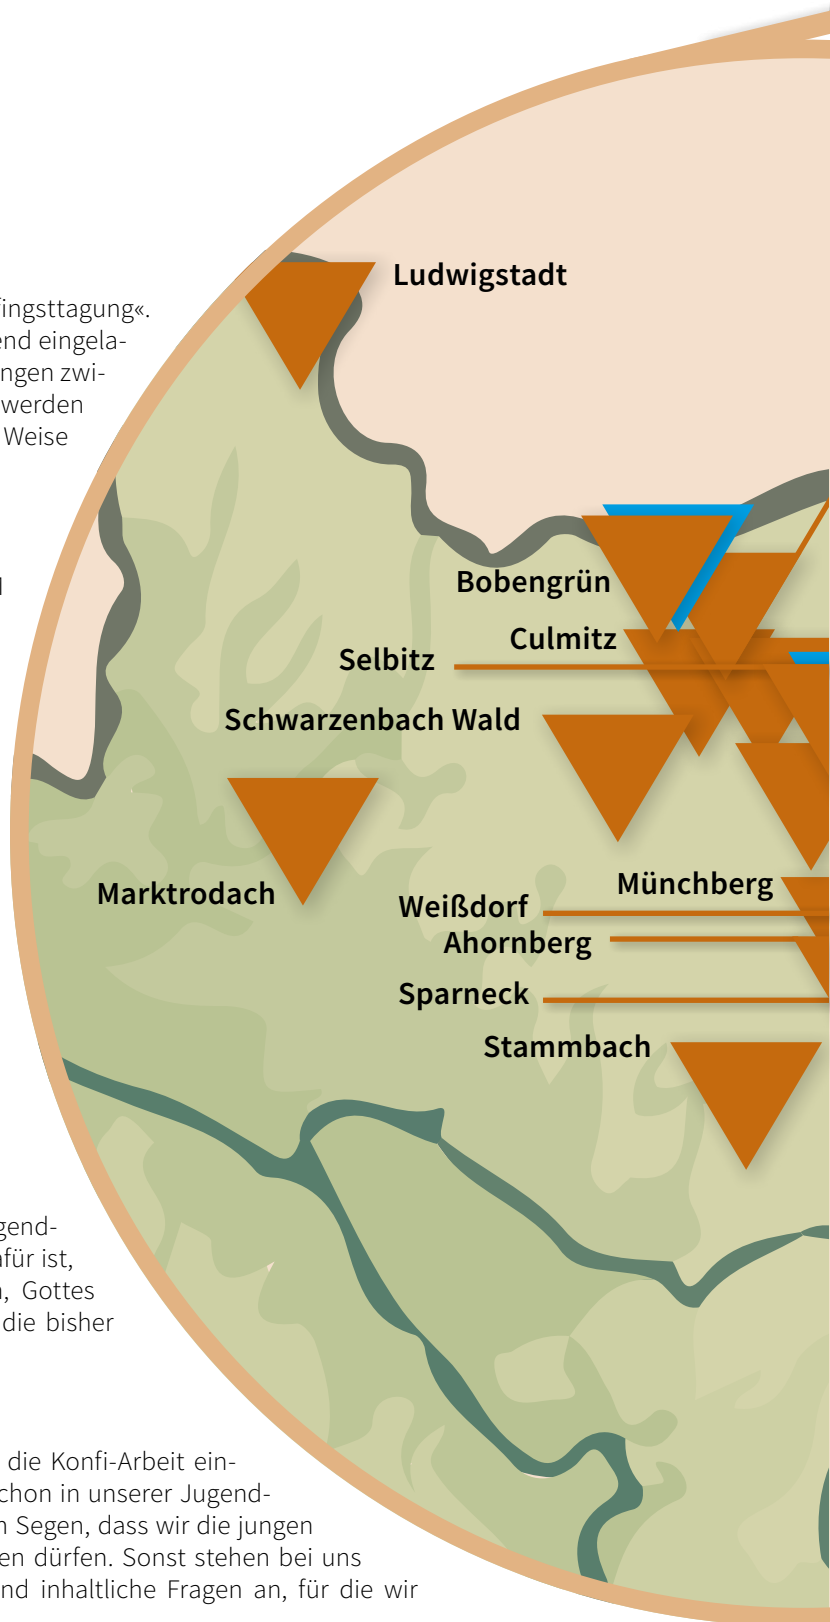 Ludwigstadt
fingsttagung«.
end eingela-
ngen zwi-
werden
Weise
Bobengrün
Culmitz
Selbitz
Schwarzenbach Wald
Münchberg
Marktrodach
Weißdorf
Ahornberg
Sparneck
Stammbach
gend-
afür ist,
Gottes
die bisher
die Konfi-Arbeit ein-
chon in unserer Jugend-
n Segen, dass wir die jungen
en dürfen. Sonst stehen bei uns
nd inhaltliche Fragen an, für die wir